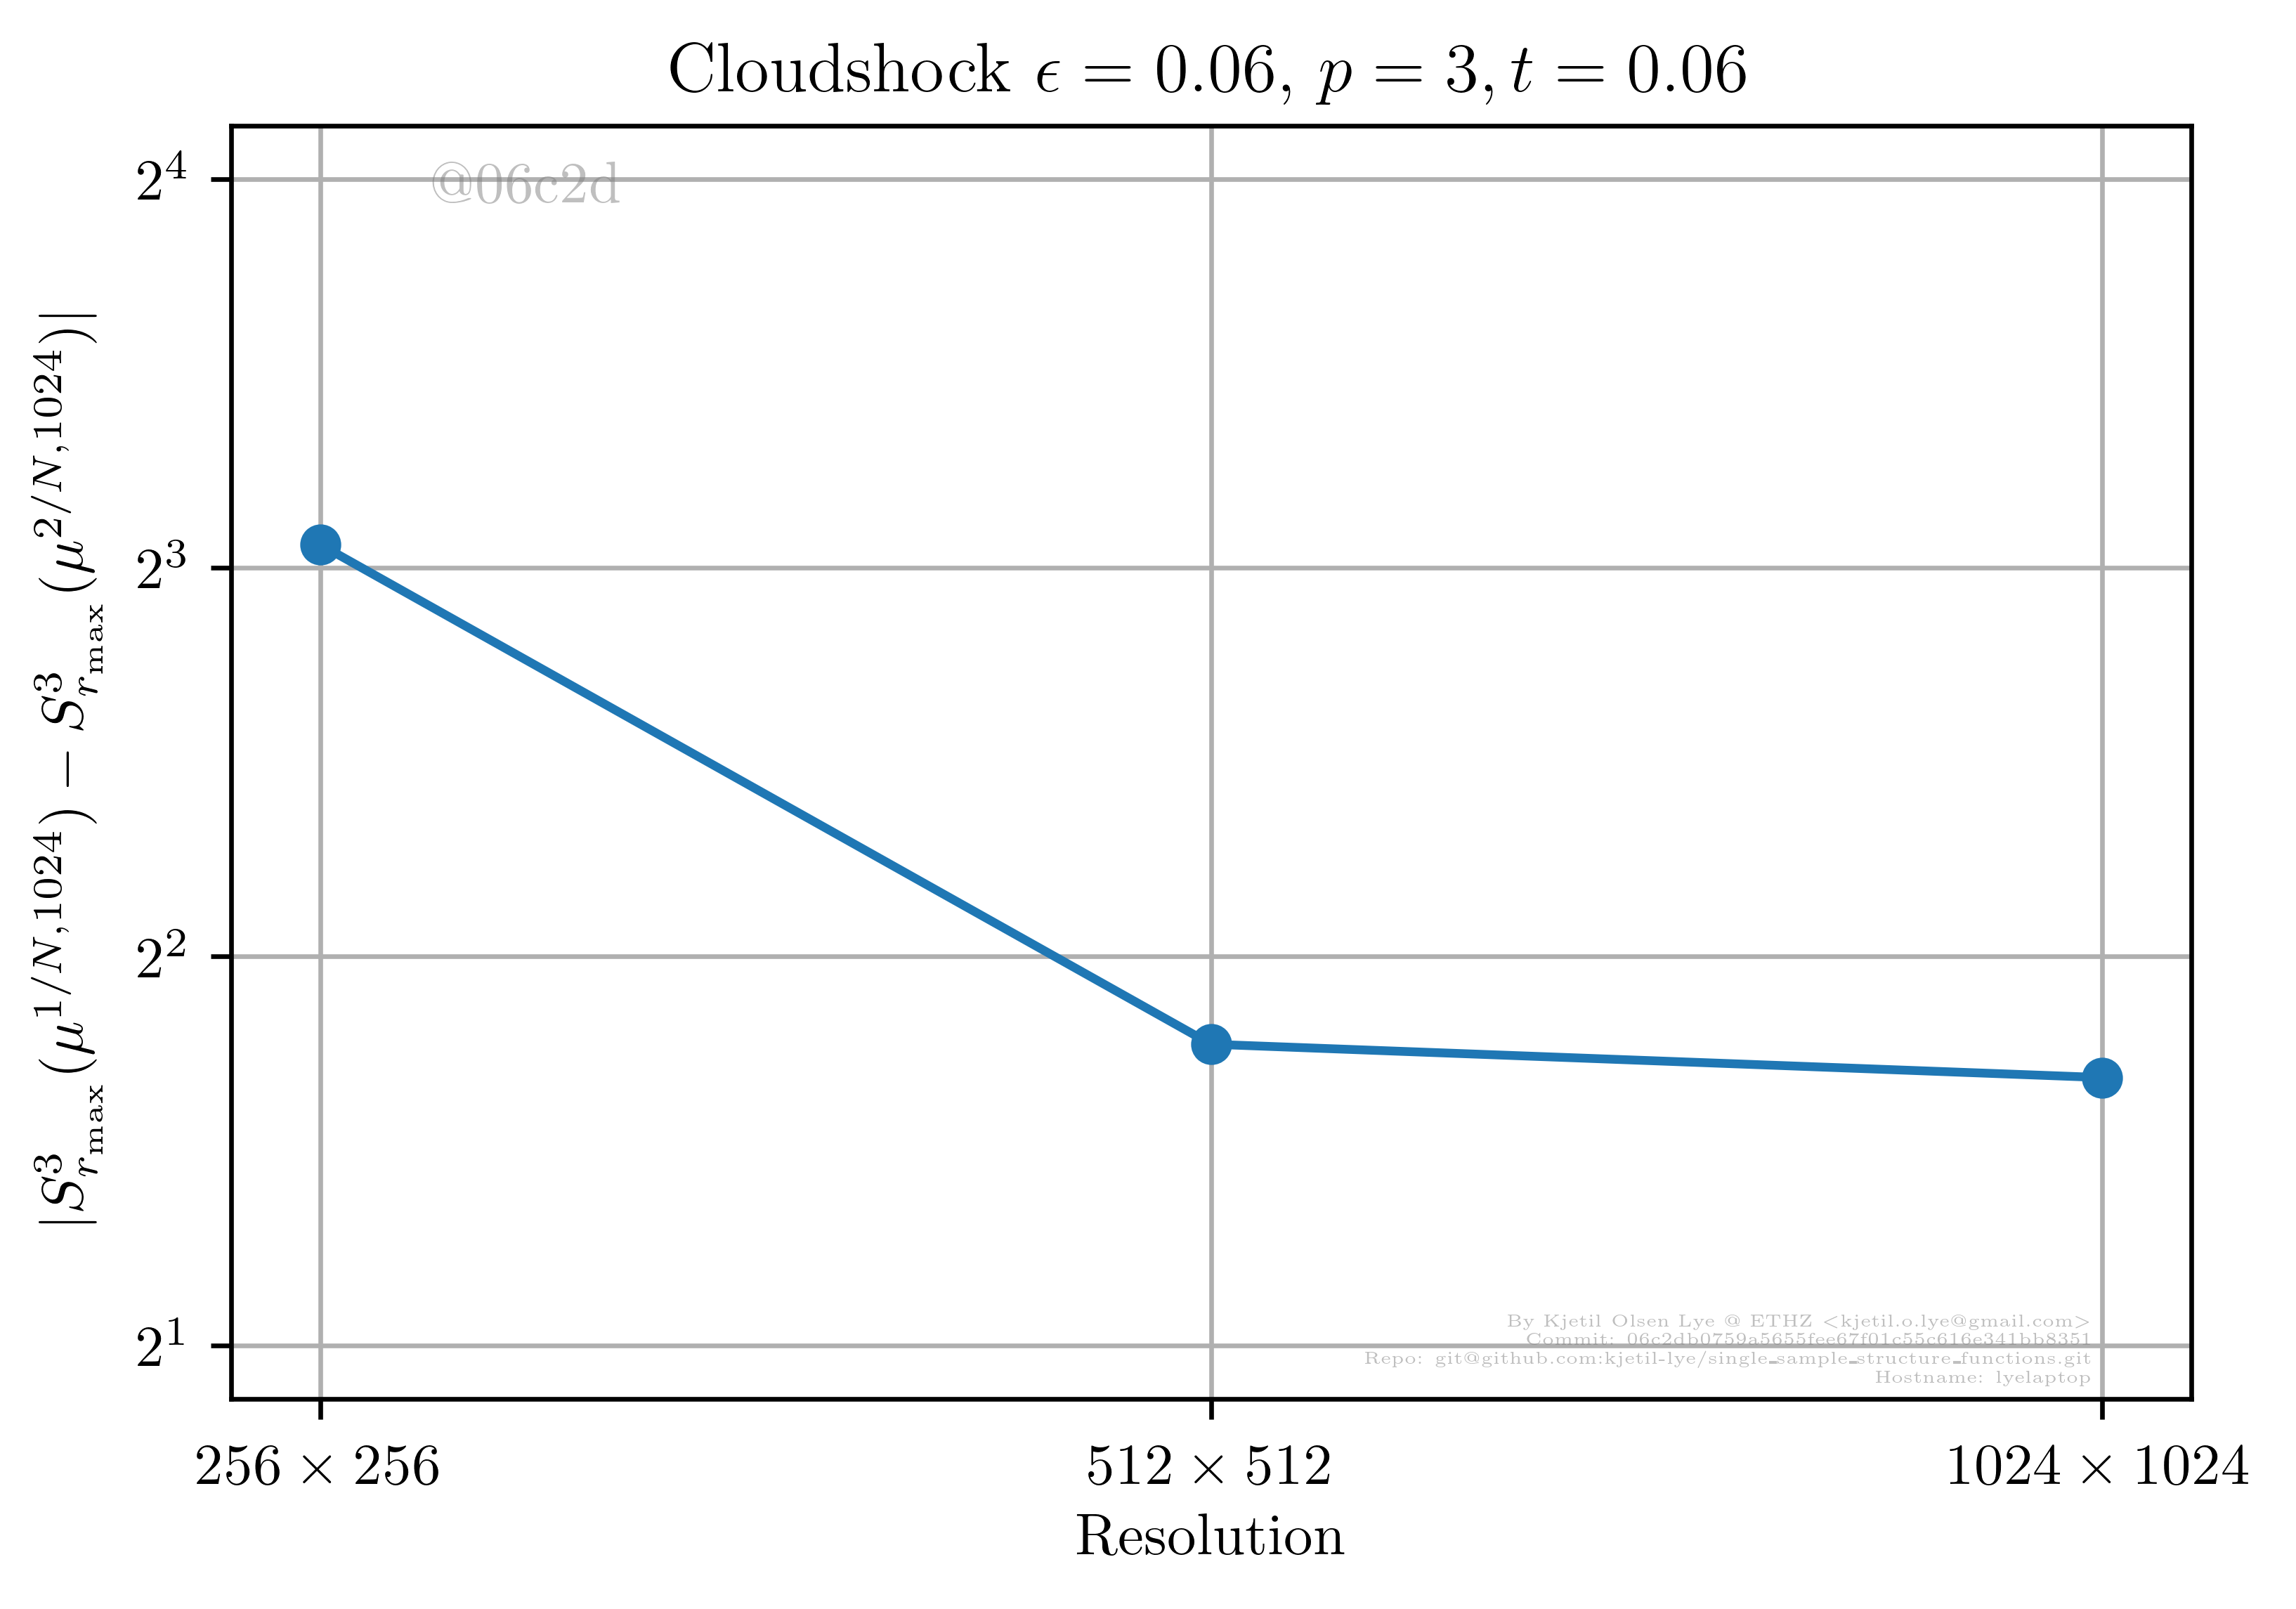 Cloudshock ϵ = 0.06, p = 3, t = 0.06
@06c2d
2^4
2^3
2^2
2^1
|S^3_{r_max}(μ^{1/N,1024}) − S^3_{r_max}(μ^{2/N,1024})|
By Kjetil Olsen Lye @ ETHZ <kjetil.o.lye@gmail.com>
Commit: 06c2db0759a5655fee67f01c55c616e341bb8351
Repo: git@github.com:kjetil-lye/single_sample_structure_functions.git
Hostname: lyelaptop
256 × 256
512 × 512
1024 × 1024
Resolution